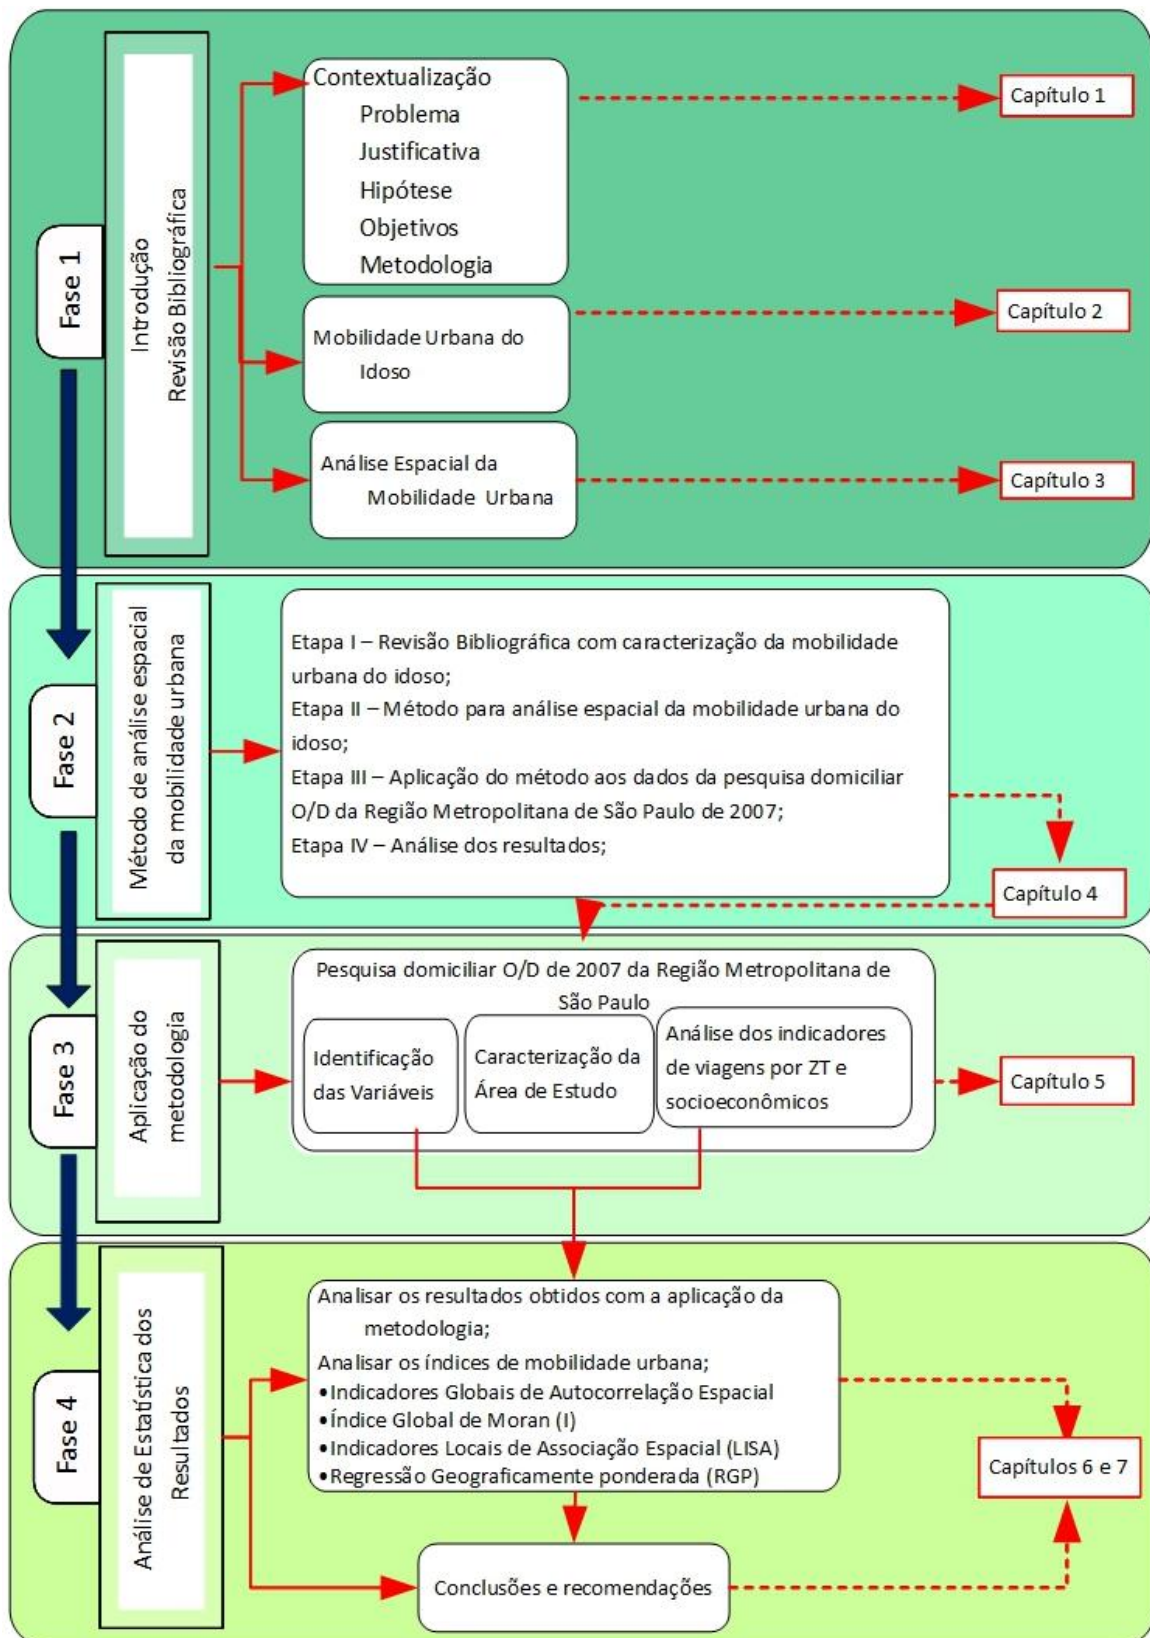 Fase 1
Introdução
Revisão Bibliográfica
Contextualização
Problema
Justificativa
Hipótese
Objetivos
Metodologia
Capítulo 1
Mobilidade Urbana do
Idoso
Capítulo 2
Análise Espacial da
Mobilidade Urbana
Capítulo 3
Fase 2
Método de análise espacial
da mobilidade urbana
Etapa I – Revisão Bibliográfica com caracterização da mobilidade
urbana do idoso;
Etapa II – Método para análise espacial da mobilidade urbana do
idoso;
Etapa III – Aplicação do método aos dados da pesquisa domiciliar
O/D da Região Metropolitana de São Paulo de 2007;
Etapa IV – Análise dos resultados;
Capítulo 4
Fase 3
Aplicação do
metodologia
Pesquisa domiciliar O/D de 2007 da Região Metropolitana de
São Paulo
Identificação
das Variáveis
Caracterização da
Área de Estudo
Análise dos indicadores
de viagens por ZT e
socioeconômicos
Capítulo 5
Fase 4
Análise de Estatística dos
Resultados
Analisar os resultados obtidos com a aplicação da
metodologia;
Analisar os índices de mobilidade urbana;
•Indicadores Globais de Autocorrelação Espacial
•Índice Global de Moran (I)
•Indicadores Locais de Associação Espacial (LISA)
•Regressão Geograficamente ponderada (RGP)
Capítulos 6 e 7
Conclusões e recomendações